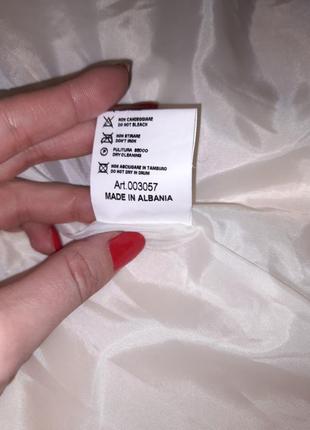 NON CANDEGGIARE
DO NOT BLEACH
NON STIRARE
DON'T IRON
PULITURA SECCO
DRY CLEANING
NON ASCIUGARE IN TAMBURO
DO NOT DRY IN DRUM
Art.003057
MADE IN ALBANIA